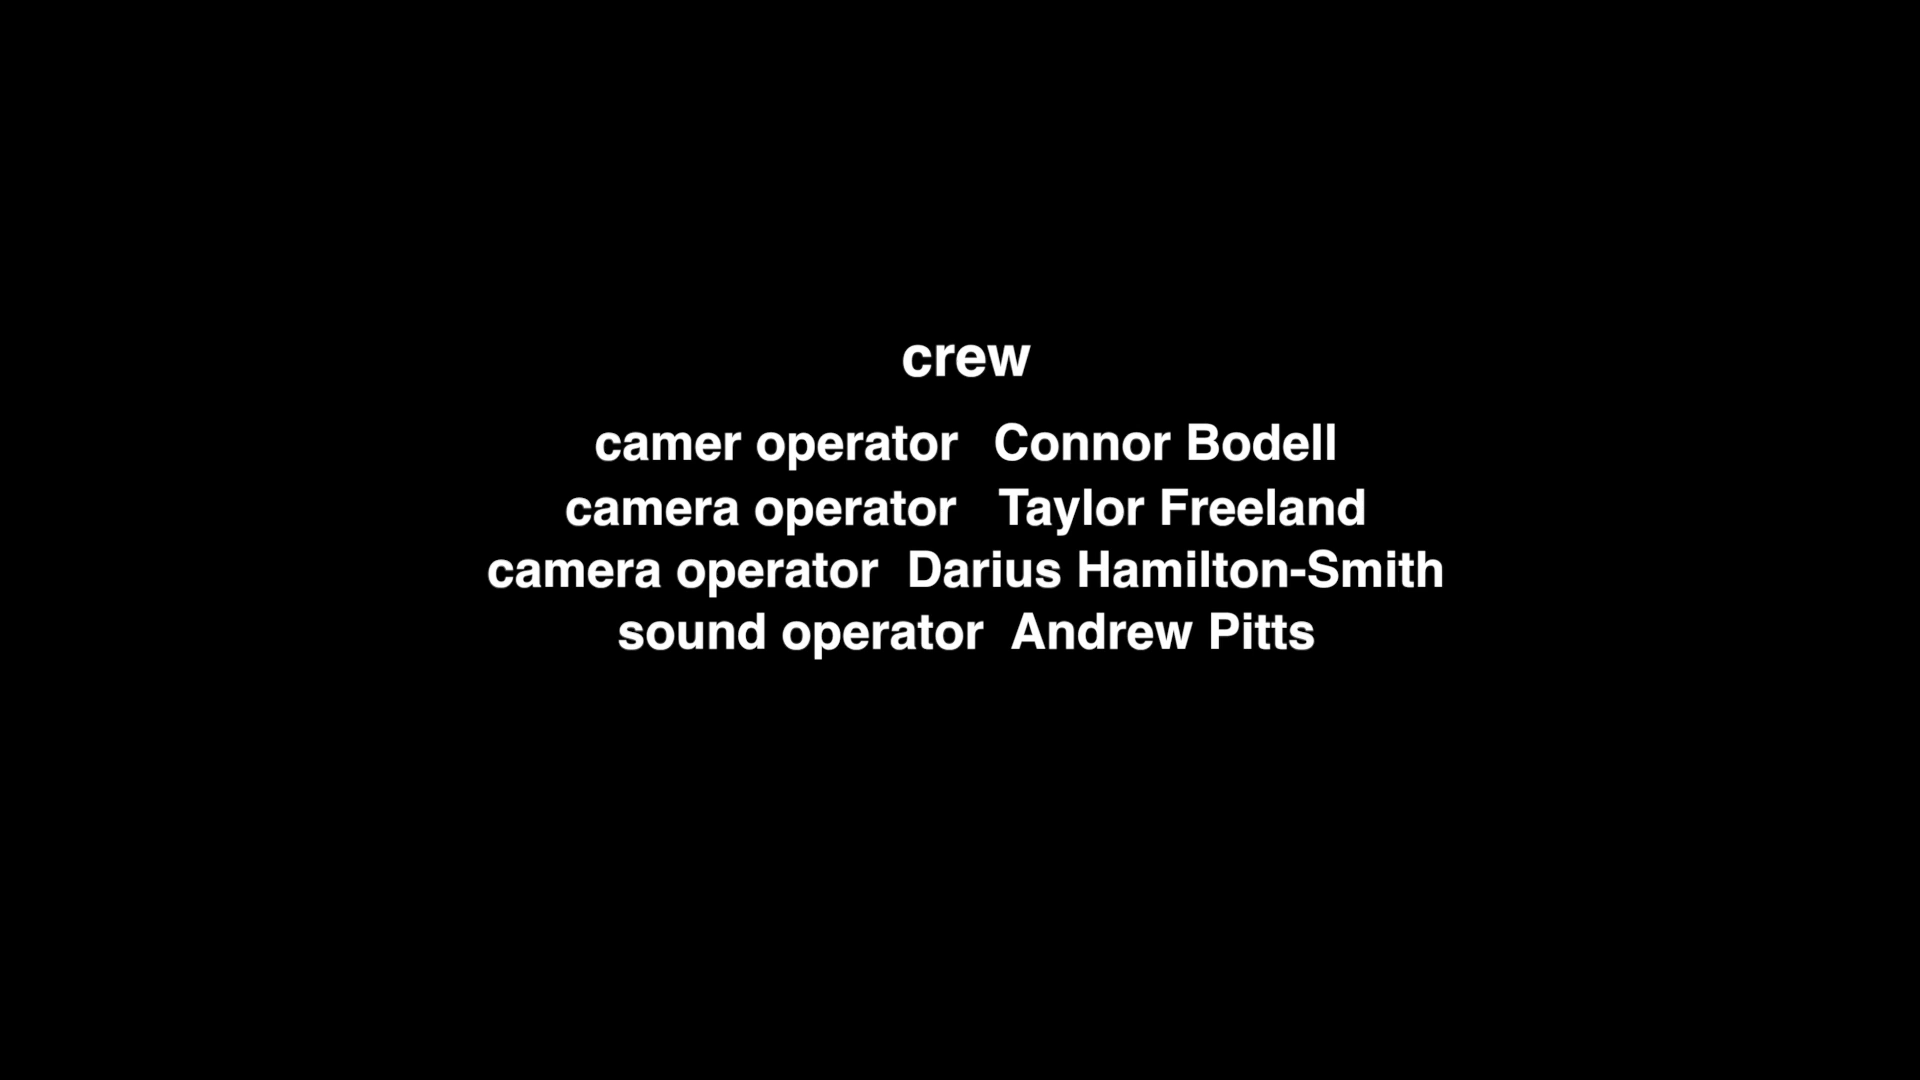 crew
camer operator Connor Bodell
camera operator Taylor Freeland
camera operator Darius Hamilton-Smith
sound operator Andrew Pitts